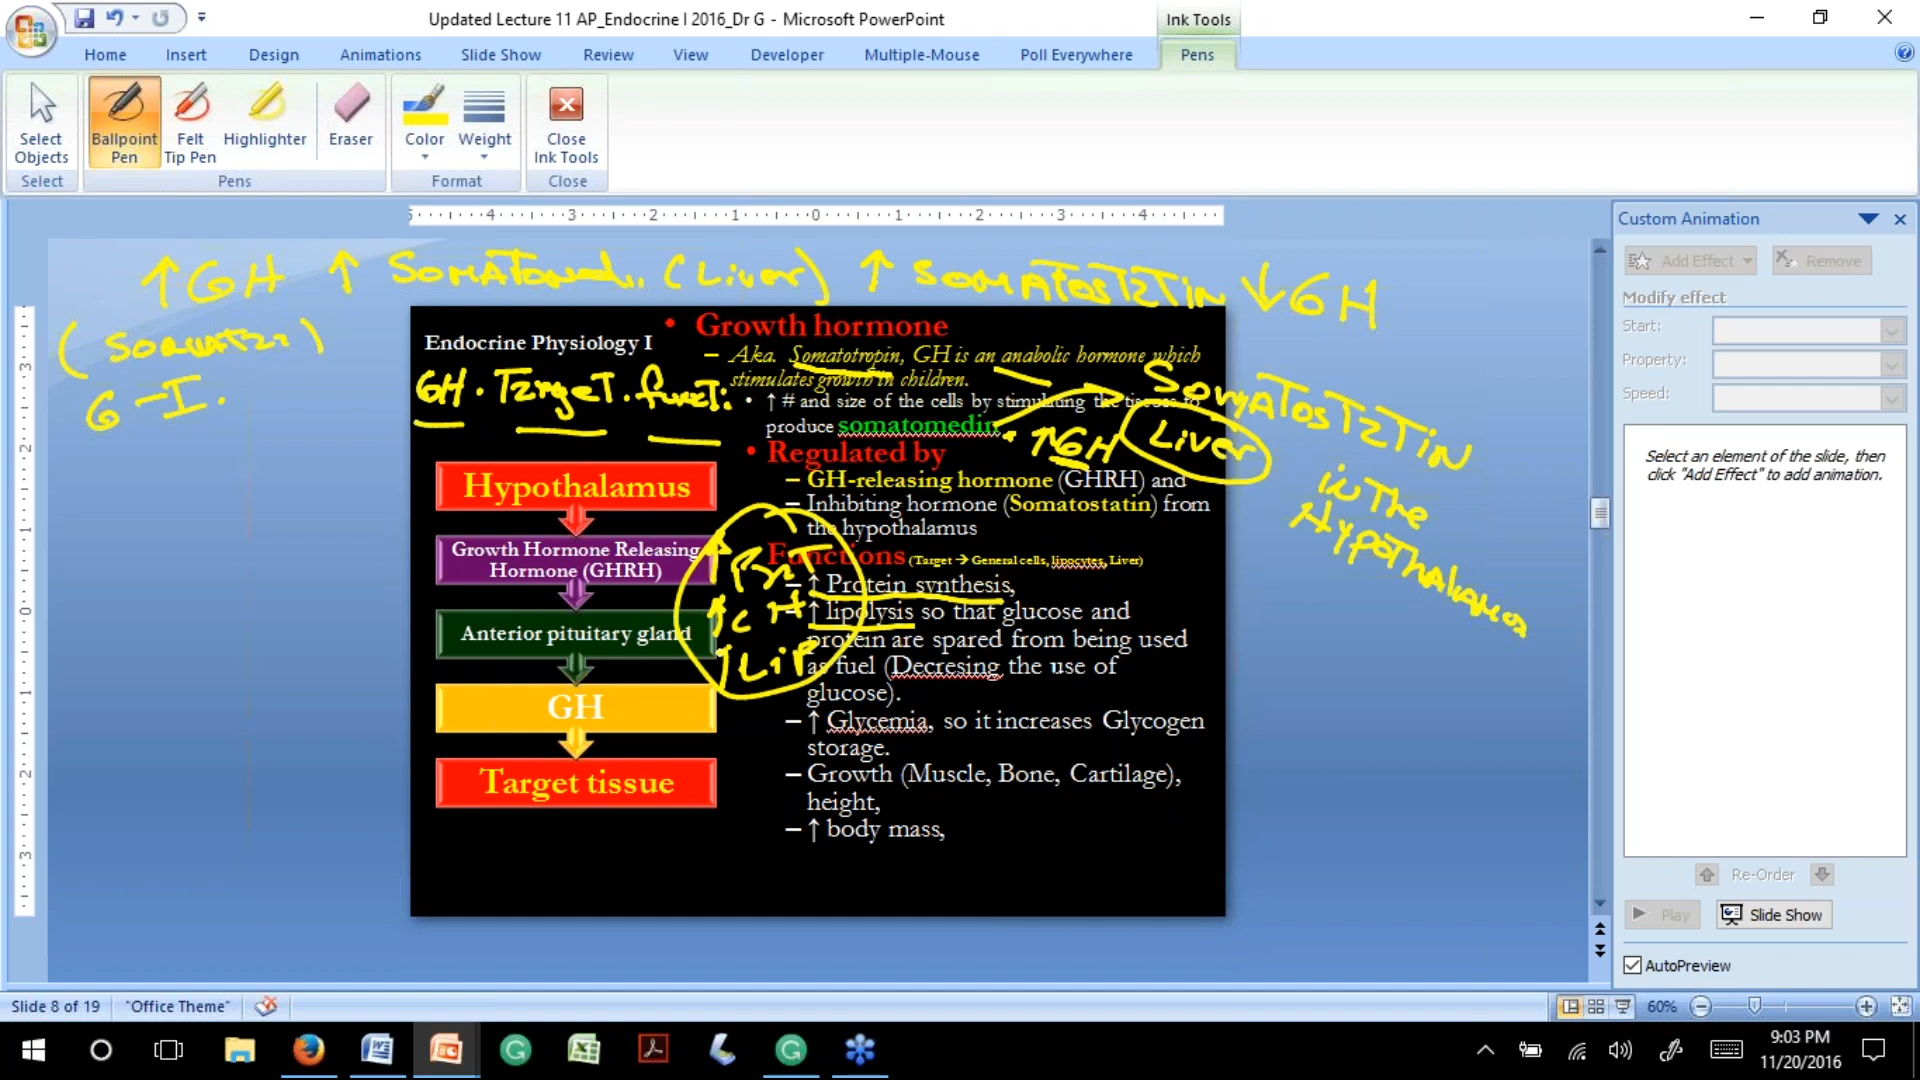 Updated Lecture 11 AP_Endocrine I 2016_Dr G - Microsoft PowerPoint
Ink Tools
Home Insert Design Animations Slide Show Review View Developer Multiple-Mouse Poll Everywhere Pens
Select Objects
Ballpoint Pen
Felt Tip Pen
Highlighter
Eraser
Color
Weight
Close Ink Tools
Select Pens Format Close
Custom Animation
Add Effect Remove
Modify effect
Start:
Property:
Speed:
Select an element of the slide, then click "Add Effect" to add animation.
Re-Order
Play Slide Show
AutoPreview
↑ GH ↑ (Liver) ↑ SOMATOSTATIN ↓ GH
G-I.
Endocrine Physiology I
GH. Target. funct.
Hypothalamus
Growth Hormone Releasing
Hormone (GHRH)
Anterior pituitary gland
GH
Target tissue
• Growth hormone
– Aka. Somatotropin, GH is an anabolic hormone which
stimulates growth in children.
• ↑ # and size of the cells by stimulating the tissues to
produce somatomedin.
↑GH Liver
SOMATOSTATIN
in The
Hypothalamus
• Regulated by
– GH-releasing hormone (GHRH) and
– Inhibiting hormone (Somatostatin) from
the hypothalamus
Functions (Target → General cells, lipocytes, Liver)
– ↑ Protein synthesis,
– ↑ lipolysis so that glucose and
protein are spared from being used
as fuel (Decresing the use of
glucose).
– ↑ Glycemia, so it increases Glycogen
storage.
– Growth (Muscle, Bone, Cartilage),
height,
– ↑ body mass,
↑ CH
Lip
Slide 8 of 19 "Office Theme" 60%
9:03 PM
11/20/2016